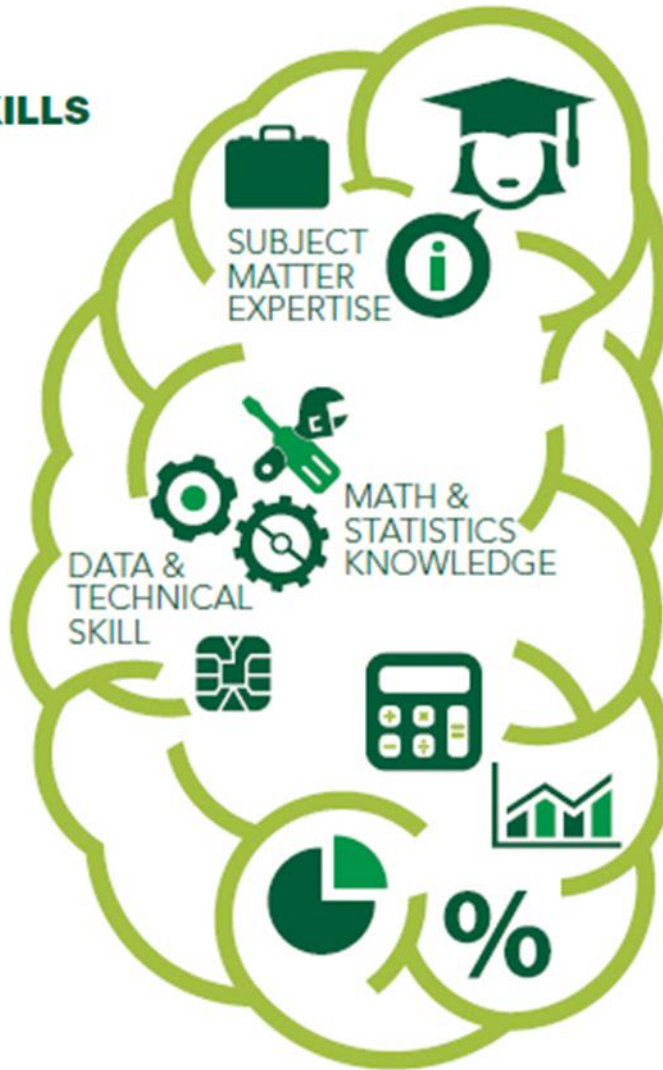 KILLS
SUBJECT
MATTER
EXPERTISE
i
MATH &
STATISTICS
KNOWLEDGE
DATA &
TECHNICAL
SKILL
%